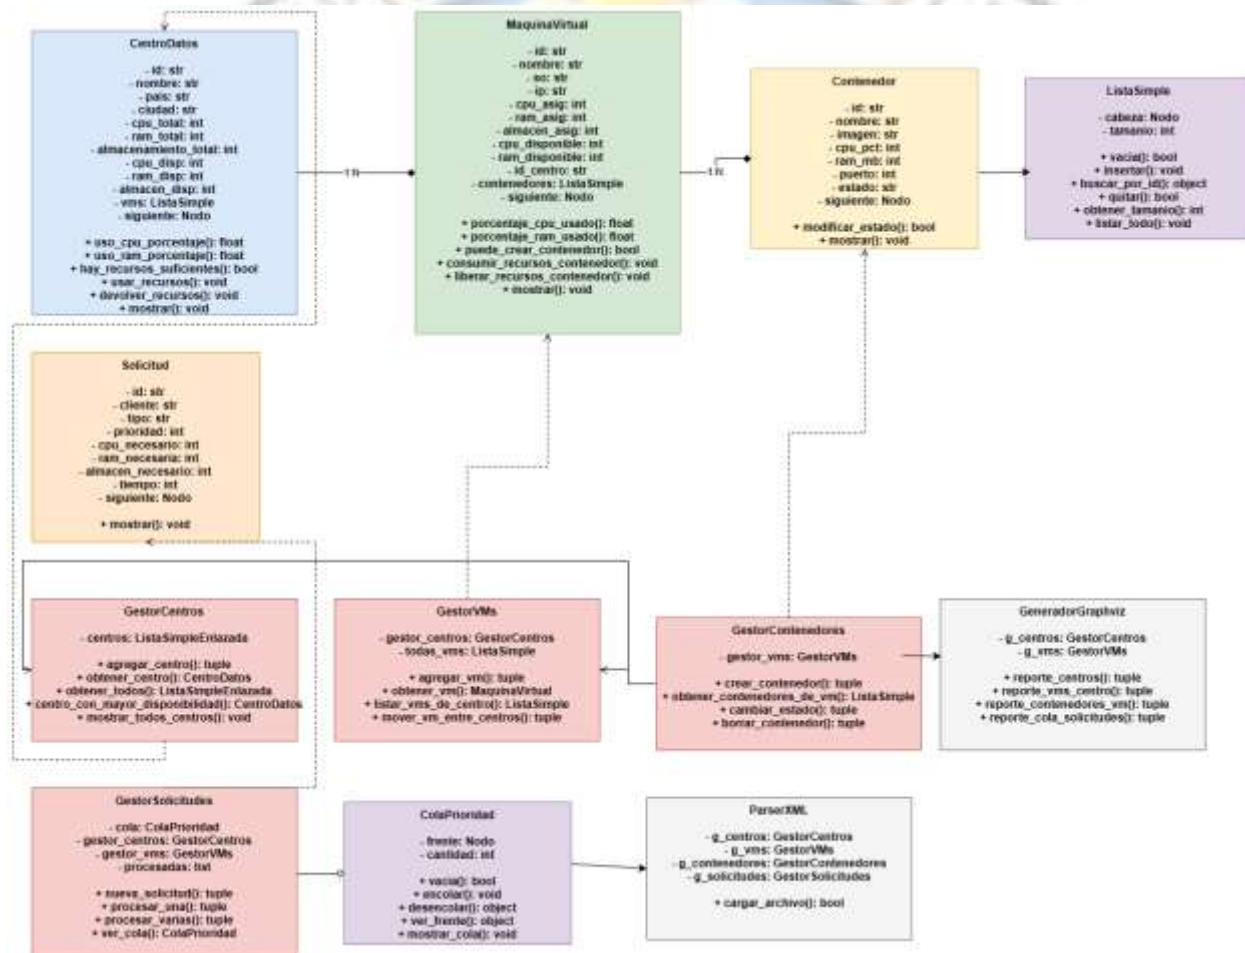 CentroDatos
- id: str
- nombre: str
- pais: str
- ciudad: str
- cpu_total: int
- ram_total: int
- almacenamiento_total: int
- cpu_disp: int
- ram_disp: int
- almacen_disp: int
- vms: ListaSimple
- siguiente: Nodo
+ uso_cpu_porcentaje(): float
+ uso_ram_porcentaje(): float
+ hay_recursos_suficientes(): bool
+ usar_recursos(): void
+ devolver_recursos(): void
+ mostrar(): void
MaquinaVirtual
- id: str
- nombre: str
- so: str
- ip: str
- cpu_asig: int
- ram_asig: int
- almacen_asig: int
- cpu_disponible: int
- ram_disponible: int
- id_centro: str
- contenedores: ListaSimple
- siguiente: Nodo
+ porcentaje_cpu_usado(): float
+ porcentaje_ram_usado(): float
+ puede_crear_contenedor(): bool
+ consumir_recursos_contenedor(): void
+ liberar_recursos_contenedor(): void
+ mostrar(): void
Contenedor
- id: str
- nombre: str
- imagen: str
- cpu_pct: int
- ram_mb: int
- puerto: int
- estado: str
- siguiente: Nodo
+ modificar_estado(): bool
+ mostrar(): void
ListaSimple
- cabeza: Nodo
- tamanio: int
+ vacia(): bool
+ insertar(): void
+ buscar_por_id(): object
+ quitar(): bool
+ obtener_tamanio(): int
+ listar_todo(): void
Solicitud
- id: str
- cliente: str
- tipo: str
- prioridad: int
- cpu_necesario: int
- ram_necesaria: int
- almacen_necesario: int
- tiempo: int
- siguiente: Nodo
+ mostrar(): void
GestorCentros
- centros: ListaSimpleEnlazada
+ agregar_centro(): tuple
+ obtener_centro(): CentroDatos
+ obtener_todos(): ListaSimpleEnlazada
+ centro_con_mayor_disponibilidad(): CentroDatos
+ mostrar_todos_centros(): void
GestorVMs
- gestor_centros: GestorCentros
- todas_vms: ListaSimple
+ agregar_vm(): tuple
+ obtener_vm(): MaquinaVirtual
+ listar_vms_de_centro(): ListaSimple
+ mover_vm_entre_centros(): tuple
GestorContenedores
- gestor_vms: GestorVMs
+ crear_contenedor(): tuple
+ obtener_contenedores_de_vm(): ListaSimple
+ cambiar_estado(): tuple
+ borrar_contenedor(): tuple
GeneradorGraphviz
- g_centros: GestorCentros
- g_vms: GestorVMs
+ reporte_centros(): tuple
+ reporte_vms_centro(): tuple
+ reporte_contenedores_vm(): tuple
+ reporte_cola_solicitudes(): tuple
GestorSolicitudes
- cola: ColaPrioridad
- gestor_centros: GestorCentros
- gestor_vms: GestorVMs
- procesadas: list
+ nueva_solicitud(): tuple
+ procesar_una(): tuple
+ procesar_varias(): tuple
+ ver_cola(): ColaPrioridad
ColaPrioridad
- frente: Nodo
- cantidad: int
+ vacia(): bool
+ encolar(): void
+ desencolar(): object
+ ver_frente(): object
+ mostrar_cola(): void
ParserXML
- g_centros: GestorCentros
- g_vms: GestorVMs
- g_contenedores: GestorContenedores
- g_solicitudes: GestorSolicitudes
+ cargar_archivo(): bool